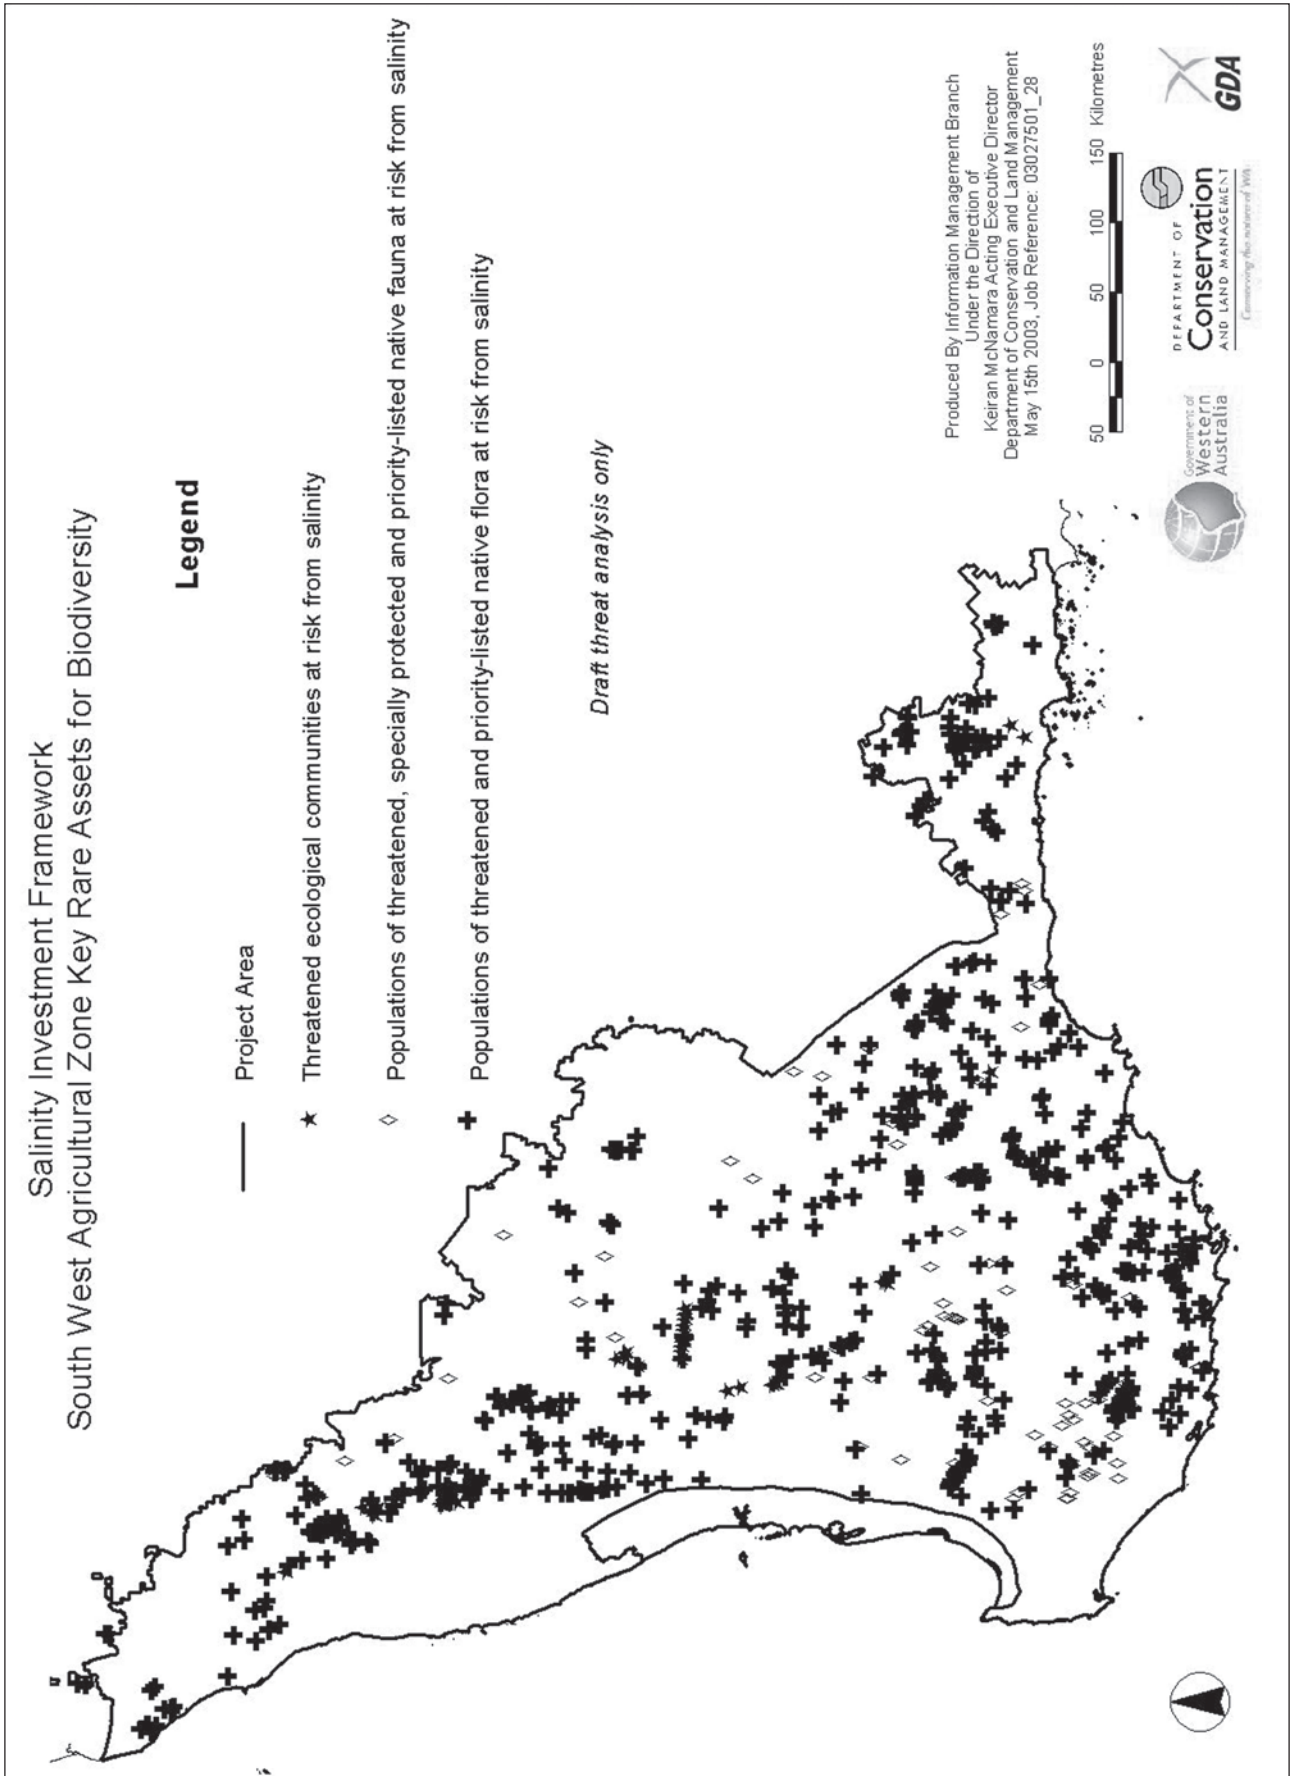 Salinity Investment Framework
South West Agricultural Zone Key Rare Assets for Biodiversity
Legend
Project Area
Threatened ecological communities at risk from salinity
Populations of threatened, specially protected and priority-listed native fauna at risk from salinity
Populations of threatened and priority-listed native flora at risk from salinity
Draft threat analysis only
Produced By Information Management Branch
Under the Direction of
Keiran McNamara Acting Executive Director
Department of Conservation and Land Management
May 15th 2003, Job Reference: 03027501_28
50 0 50 100 150 Kilometres
Government of
Western
Australia
DEPARTMENT OF
Conservation
AND LAND MANAGEMENT
Conserving the nature of WA
GDA